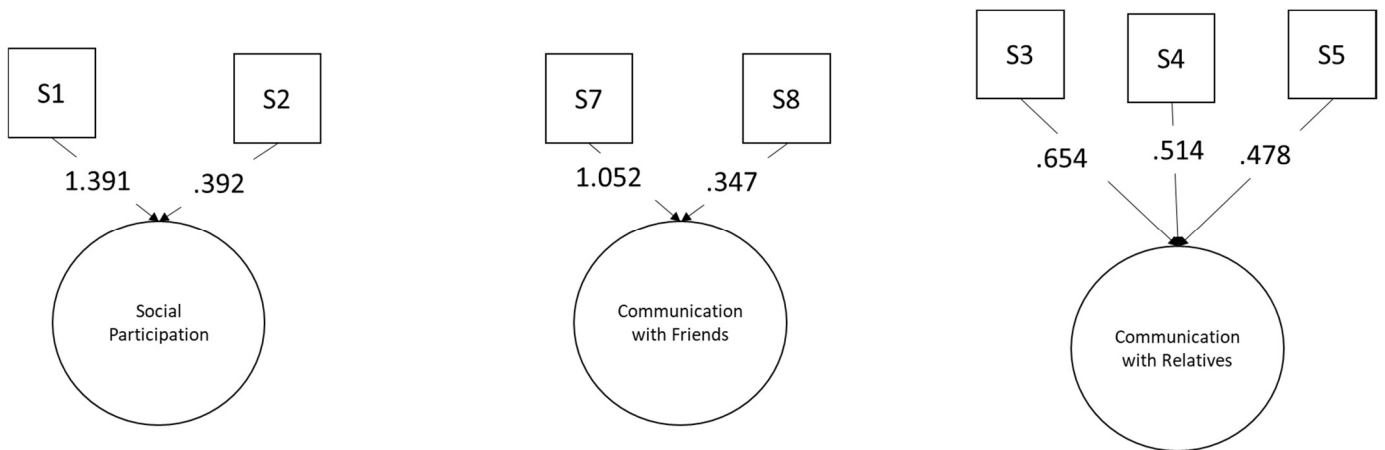 S1
S2
1.391
.392
Social
Participation
S7
S8
1.052
.347
Communication
with Friends
S3
S4
S5
.654
.514
.478
Communication
with Relatives